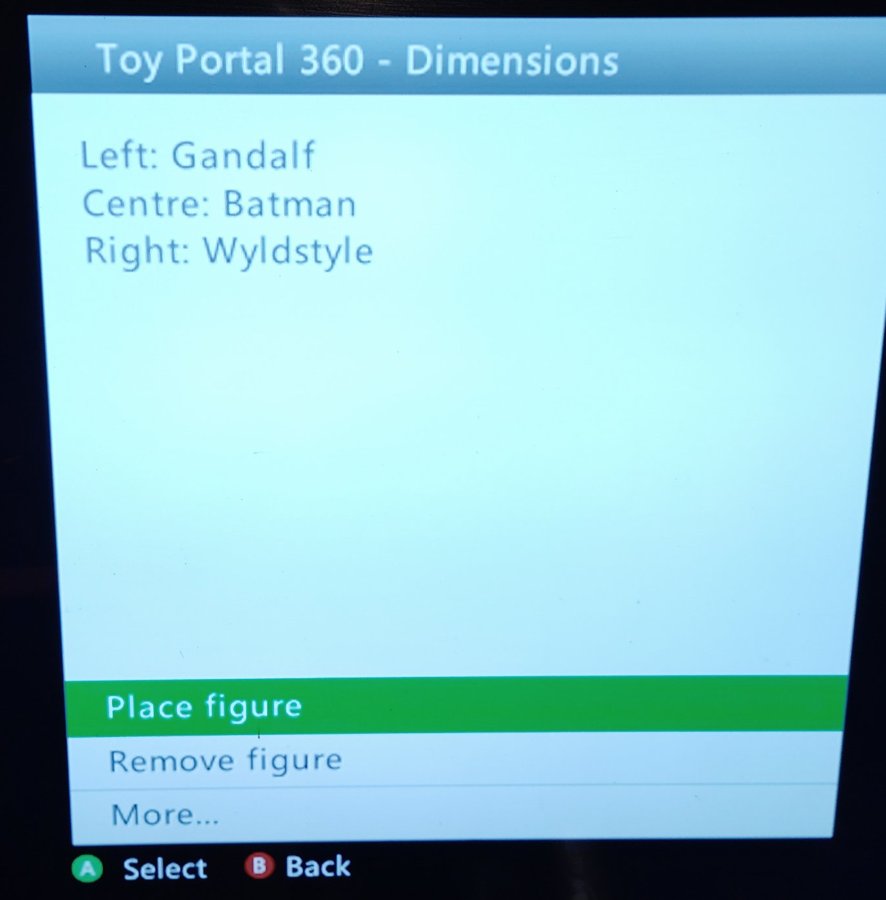 Toy Portal 360 - Dimensions
Left: Gandalf
Centre: Batman
Right: Wyldstyle
Place figure
Remove figure
More...
A Select B Back